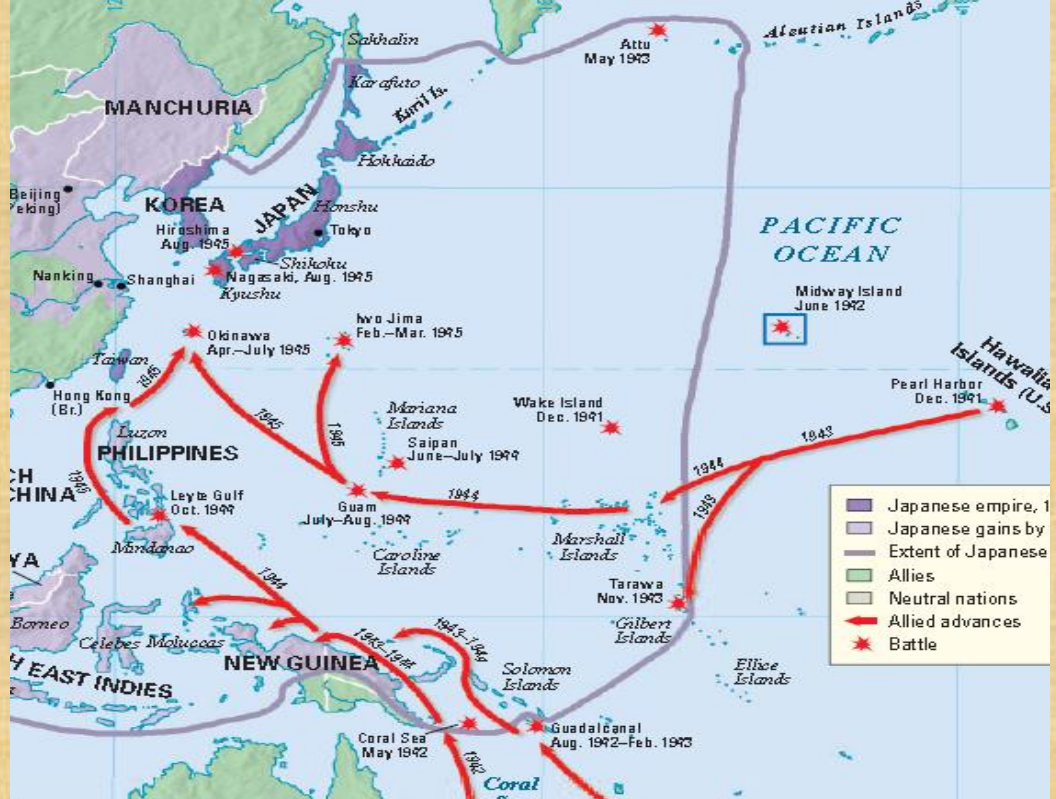 Aleutian Islands
Sakhalin
Attu
May 1943
Karafuto
Kuril Is.
MANCHURIA
Hokkaido
Beijing
eking)
KOREA
JAPAN
Honshu
Hiroshima
Aug. 1945
Tokyo
PACIFIC
OCEAN
Shikoku
Nanking
Shanghai
Nagasaki, Aug. 1945
Kyushu
Midway Island
June 1942
Iwo Jima
Feb.–Mar. 1945
Okinawa
Apr.–July 1945
Taiwan
1945
Hawaiia
Islands (U.S
Pearl Harbor
Dec. 1941
Hong Kong
(Br.)
Mariana
Islands
Wake Island
Dec. 1941
1945
1945
1943
Luzon
PHILIPPINES
Saipan
June–July 1944
1944
CH
CHINA
1945
Leyte Gulf
Oct. 1944
Guam
July–Aug. 1944
1944
1943
Mindanao
Caroline
Islands
Marshall
Islands
YA
1944
Tarawa
Nov. 1943
Gilbert
Islands
Borneo
Celebes
Moluccas
1943–1944
1943–1944
NEW GUINEA
Solomon
Islands
Ellice
Islands
H EAST INDIES
Coral Sea
May 1942
Guadalcanal
Aug. 1942–Feb. 1943
1942
Coral
Japanese empire, 1
Japanese gains by
Extent of Japanese
Allies
Neutral nations
Allied advances
Battle